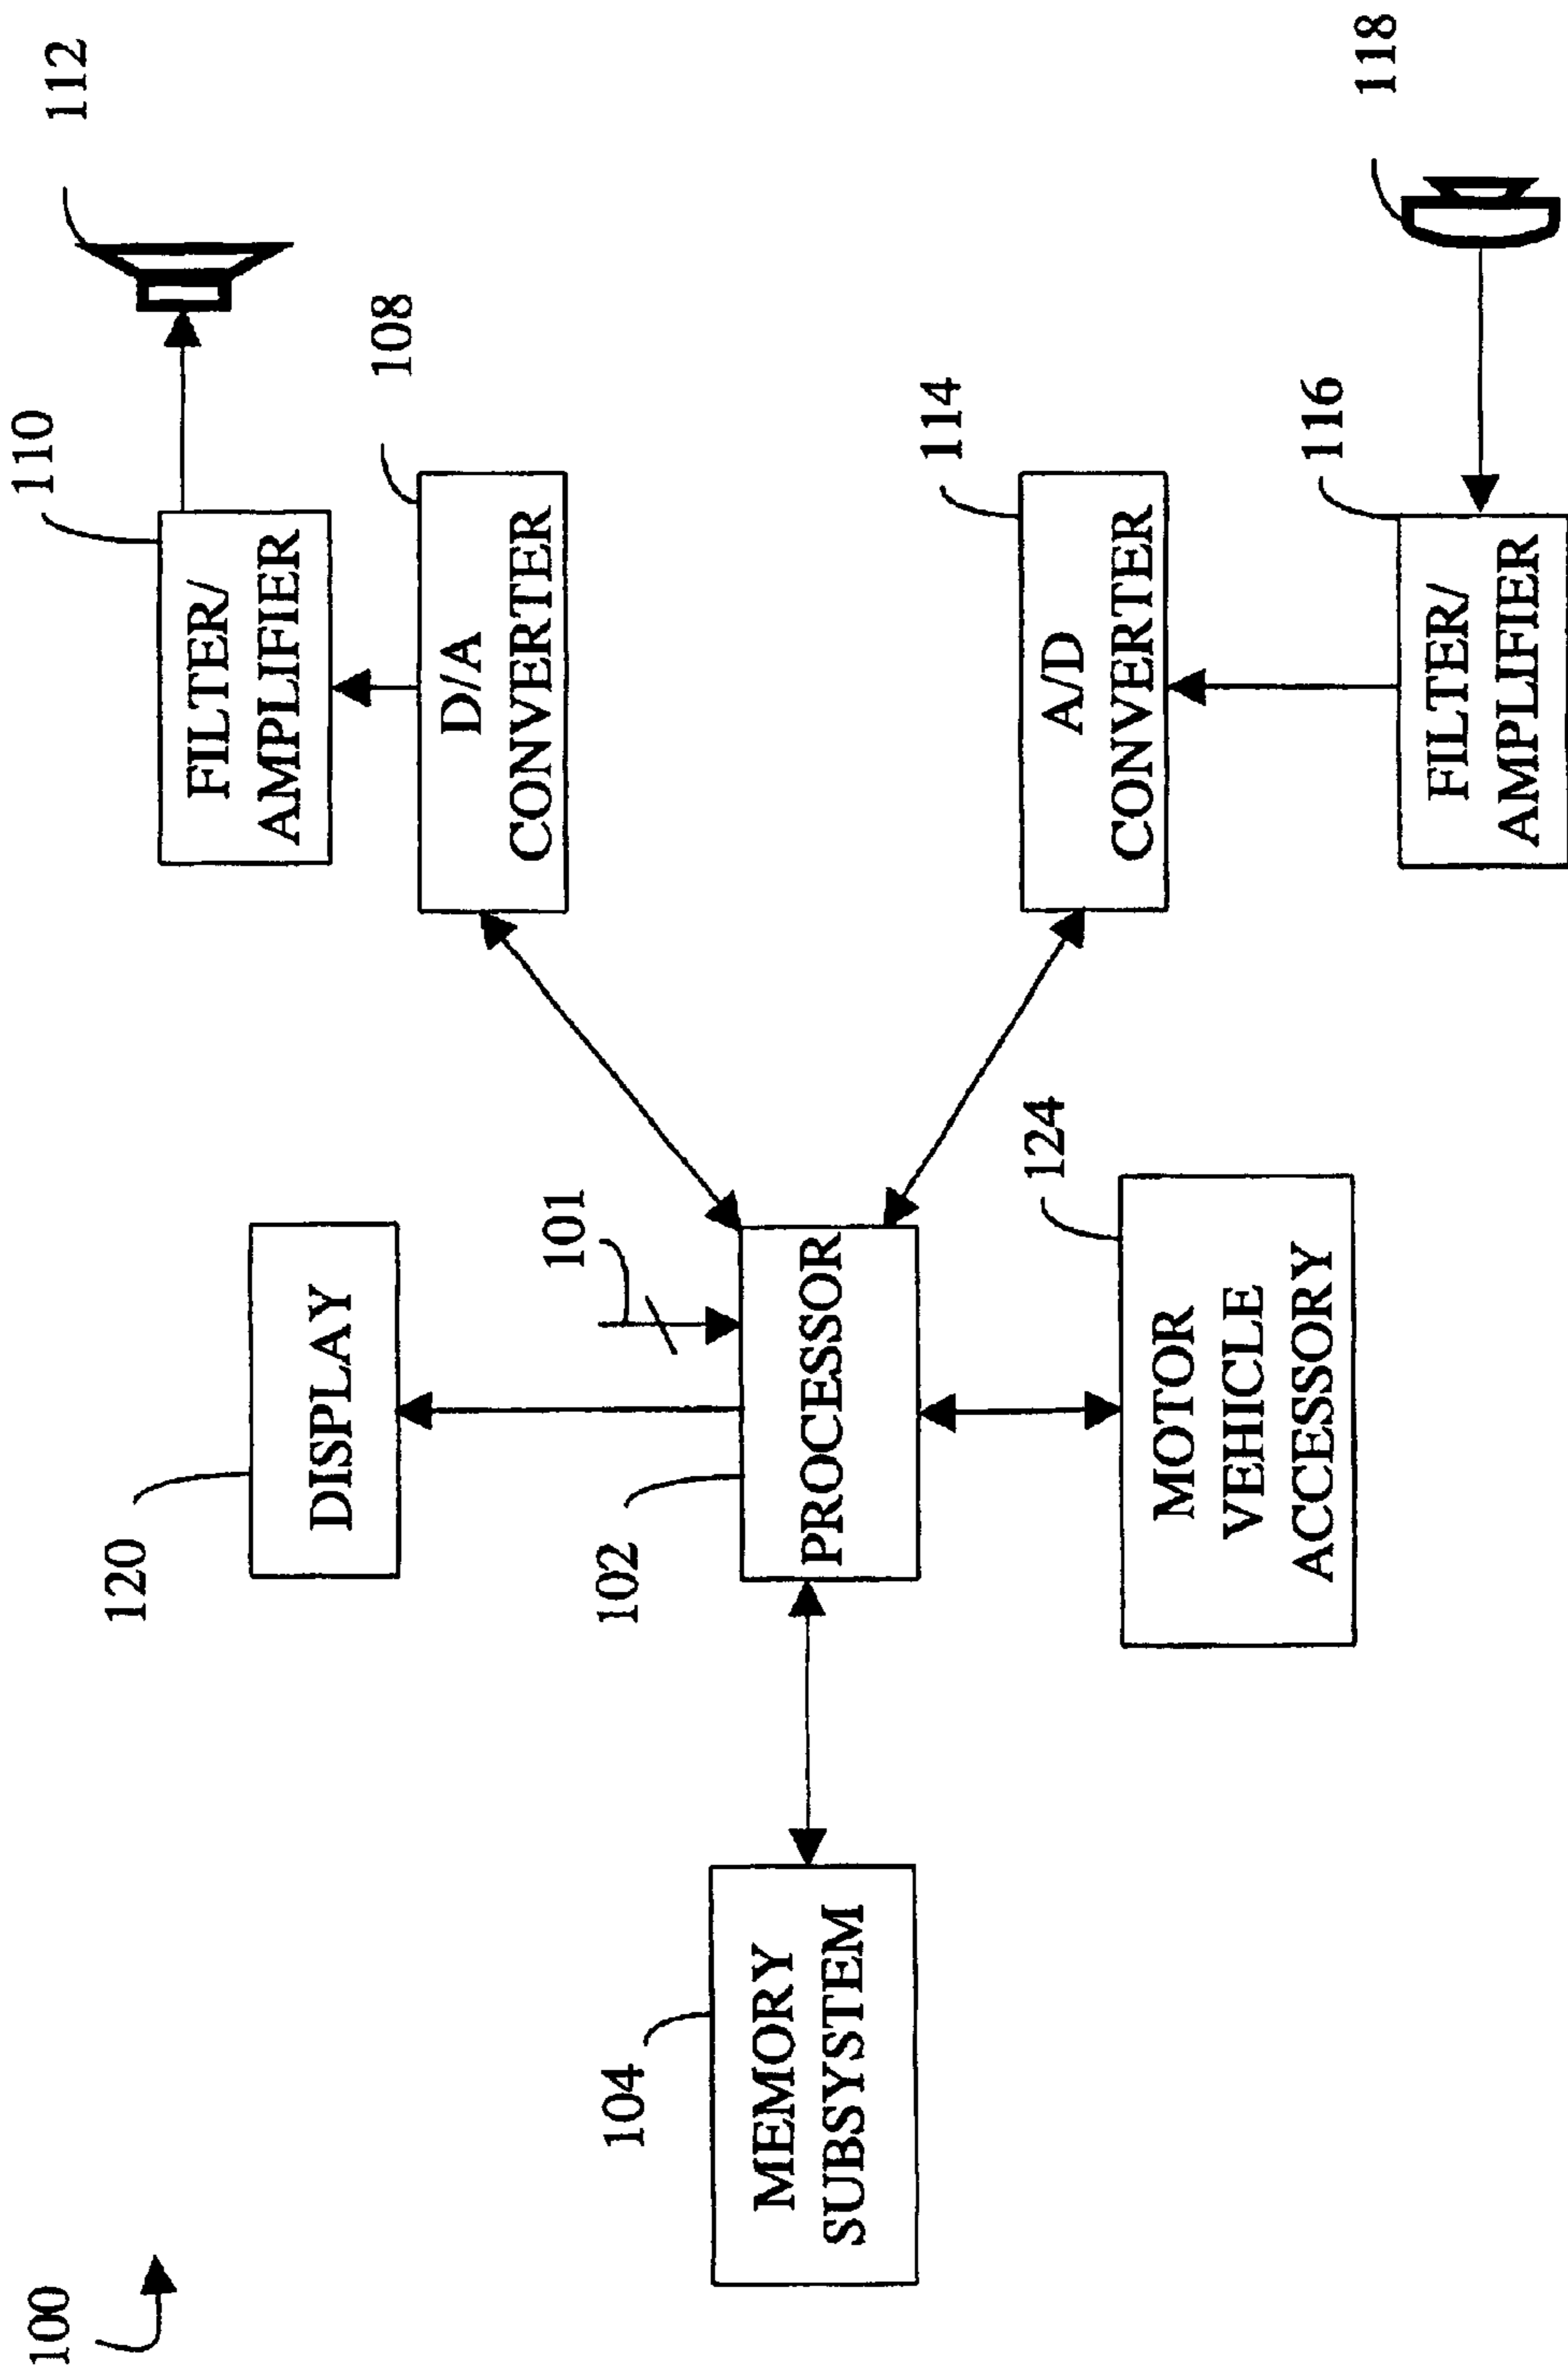 100
112
110
FILTER/
AMPLIFIER
108
D/A
CONVERTER
120
DISPLAY
101
102
PROCESSOR
104
MEMORY
SUBSYSTEM
114
A/D
CONVERTER
124
MOTOR
VEHICLE
ACCESSORY
116
FILTER/
AMPLIFIER
118